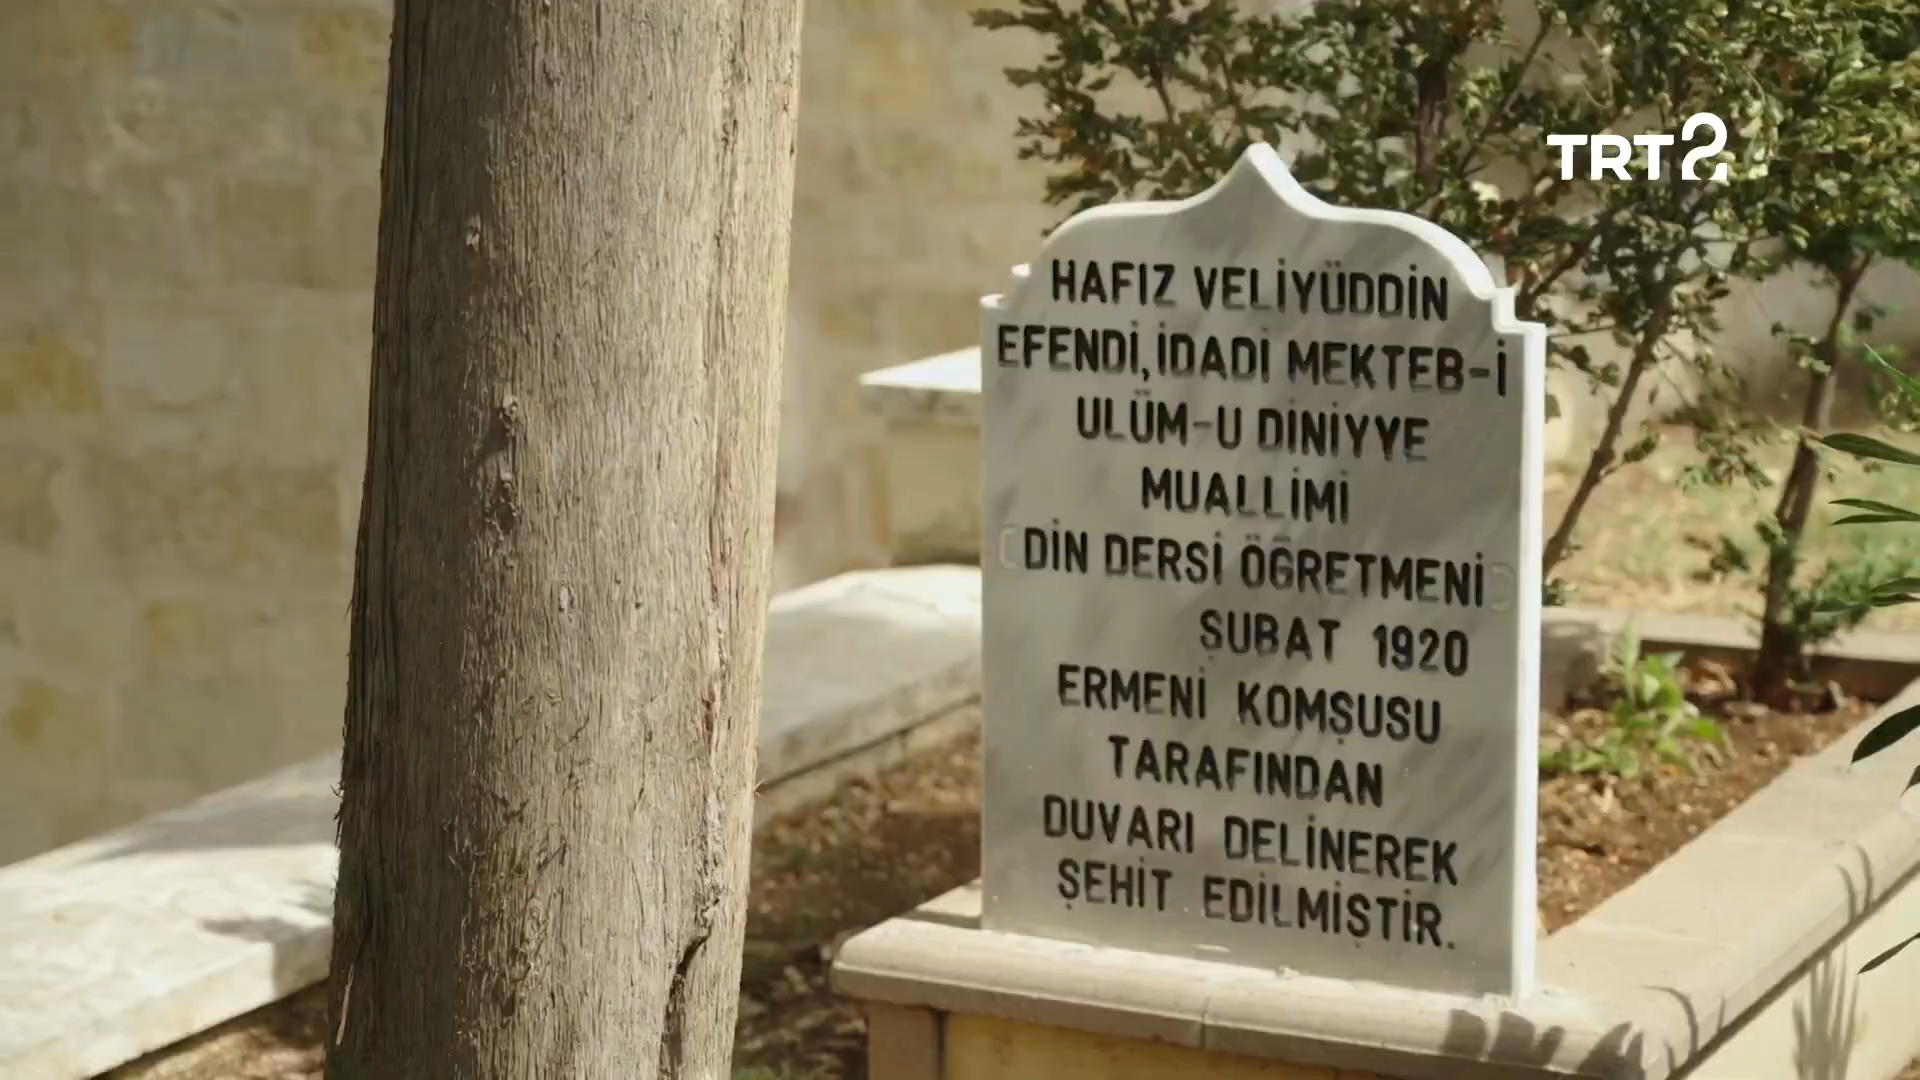 TRT2
HAFIZ VELİYÜDDİN
EFENDİ, İDADİ MEKTEB-İ
ULÜM-U DİNİYYE
MUALLİMİ
(DİN DERSİ ÖĞRETMENİ)
ŞUBAT 1920
ERMENİ KOMŞUSU
TARAFINDAN
DUVARI DELİNEREK
ŞEHİT EDİLMİŞTİR.